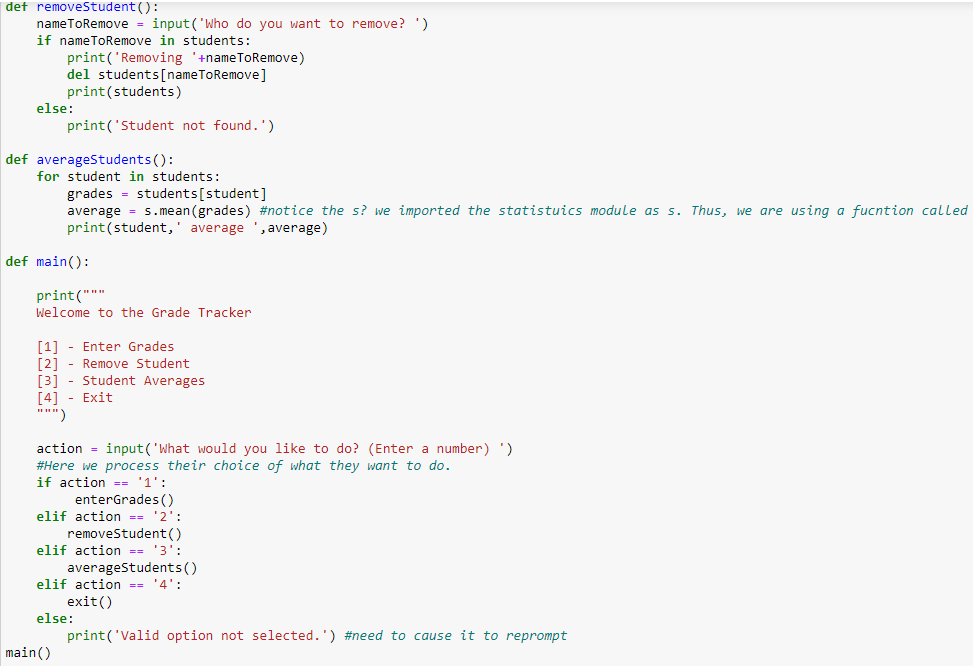 def removeStudent():
    nameToRemove = input('Who do you want to remove? ')
    if nameToRemove in students:
        print('Removing '+nameToRemove)
        del students[nameToRemove]
        print(students)
    else:
        print('Student not found.')

def averageStudents():
    for student in students:
        grades = students[student]
        average = s.mean(grades) #notice the s? we imported the statistuics module as s. Thus, we are using a fucntion called
        print(student,' average ',average)

def main():

    print("""
    Welcome to the Grade Tracker

    [1] - Enter Grades
    [2] - Remove Student
    [3] - Student Averages
    [4] - Exit
    """)

    action = input('What would you like to do? (Enter a number) ')
    #Here we process their choice of what they want to do.
    if action == '1':
         enterGrades()
    elif action == '2':
        removeStudent()
    elif action == '3':
        averageStudents()
    elif action == '4':
        exit()
    else:
        print('Valid option not selected.') #need to cause it to reprompt
main()